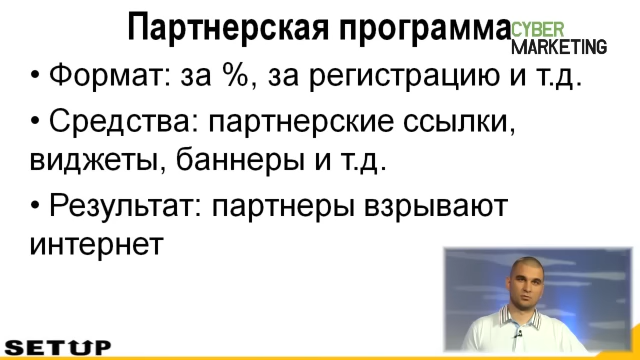 Партнерская программа
CYBER
MARKETING
• Формат: за %, за регистрацию и т.д.
• Средства: партнерские ссылки,
виджеты, баннеры и т.д.
• Результат: партнеры взрывают
интернет
SETUP